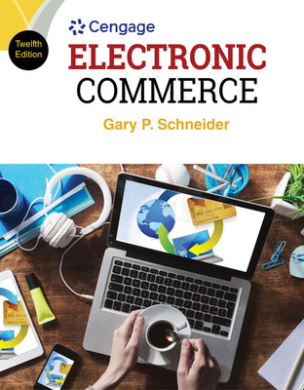 Cengage
Twelfth
Edition
ELECTRONIC
COMMERCE
Gary P. Schneider